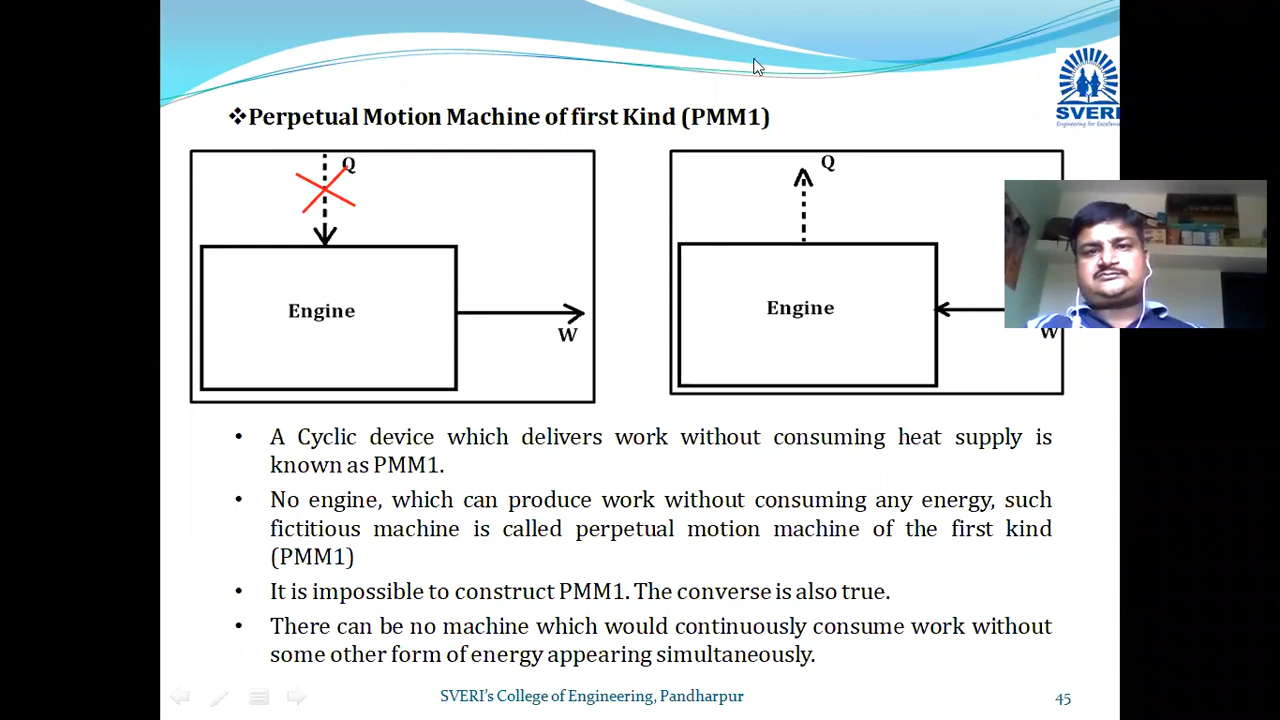 ❖Perpetual Motion Machine of first Kind (PMM1)
SVERI
Engineering for Excellence
Q
Q
Engine
Engine
W
W
• A Cyclic device which delivers work without consuming heat supply is
known as PMM1.
• No engine, which can produce work without consuming any energy, such
fictitious machine is called perpetual motion machine of the first kind
(PMM1)
• It is impossible to construct PMM1. The converse is also true.
• There can be no machine which would continuously consume work without
some other form of energy appearing simultaneously.
SVERI's College of Engineering, Pandharpur
45